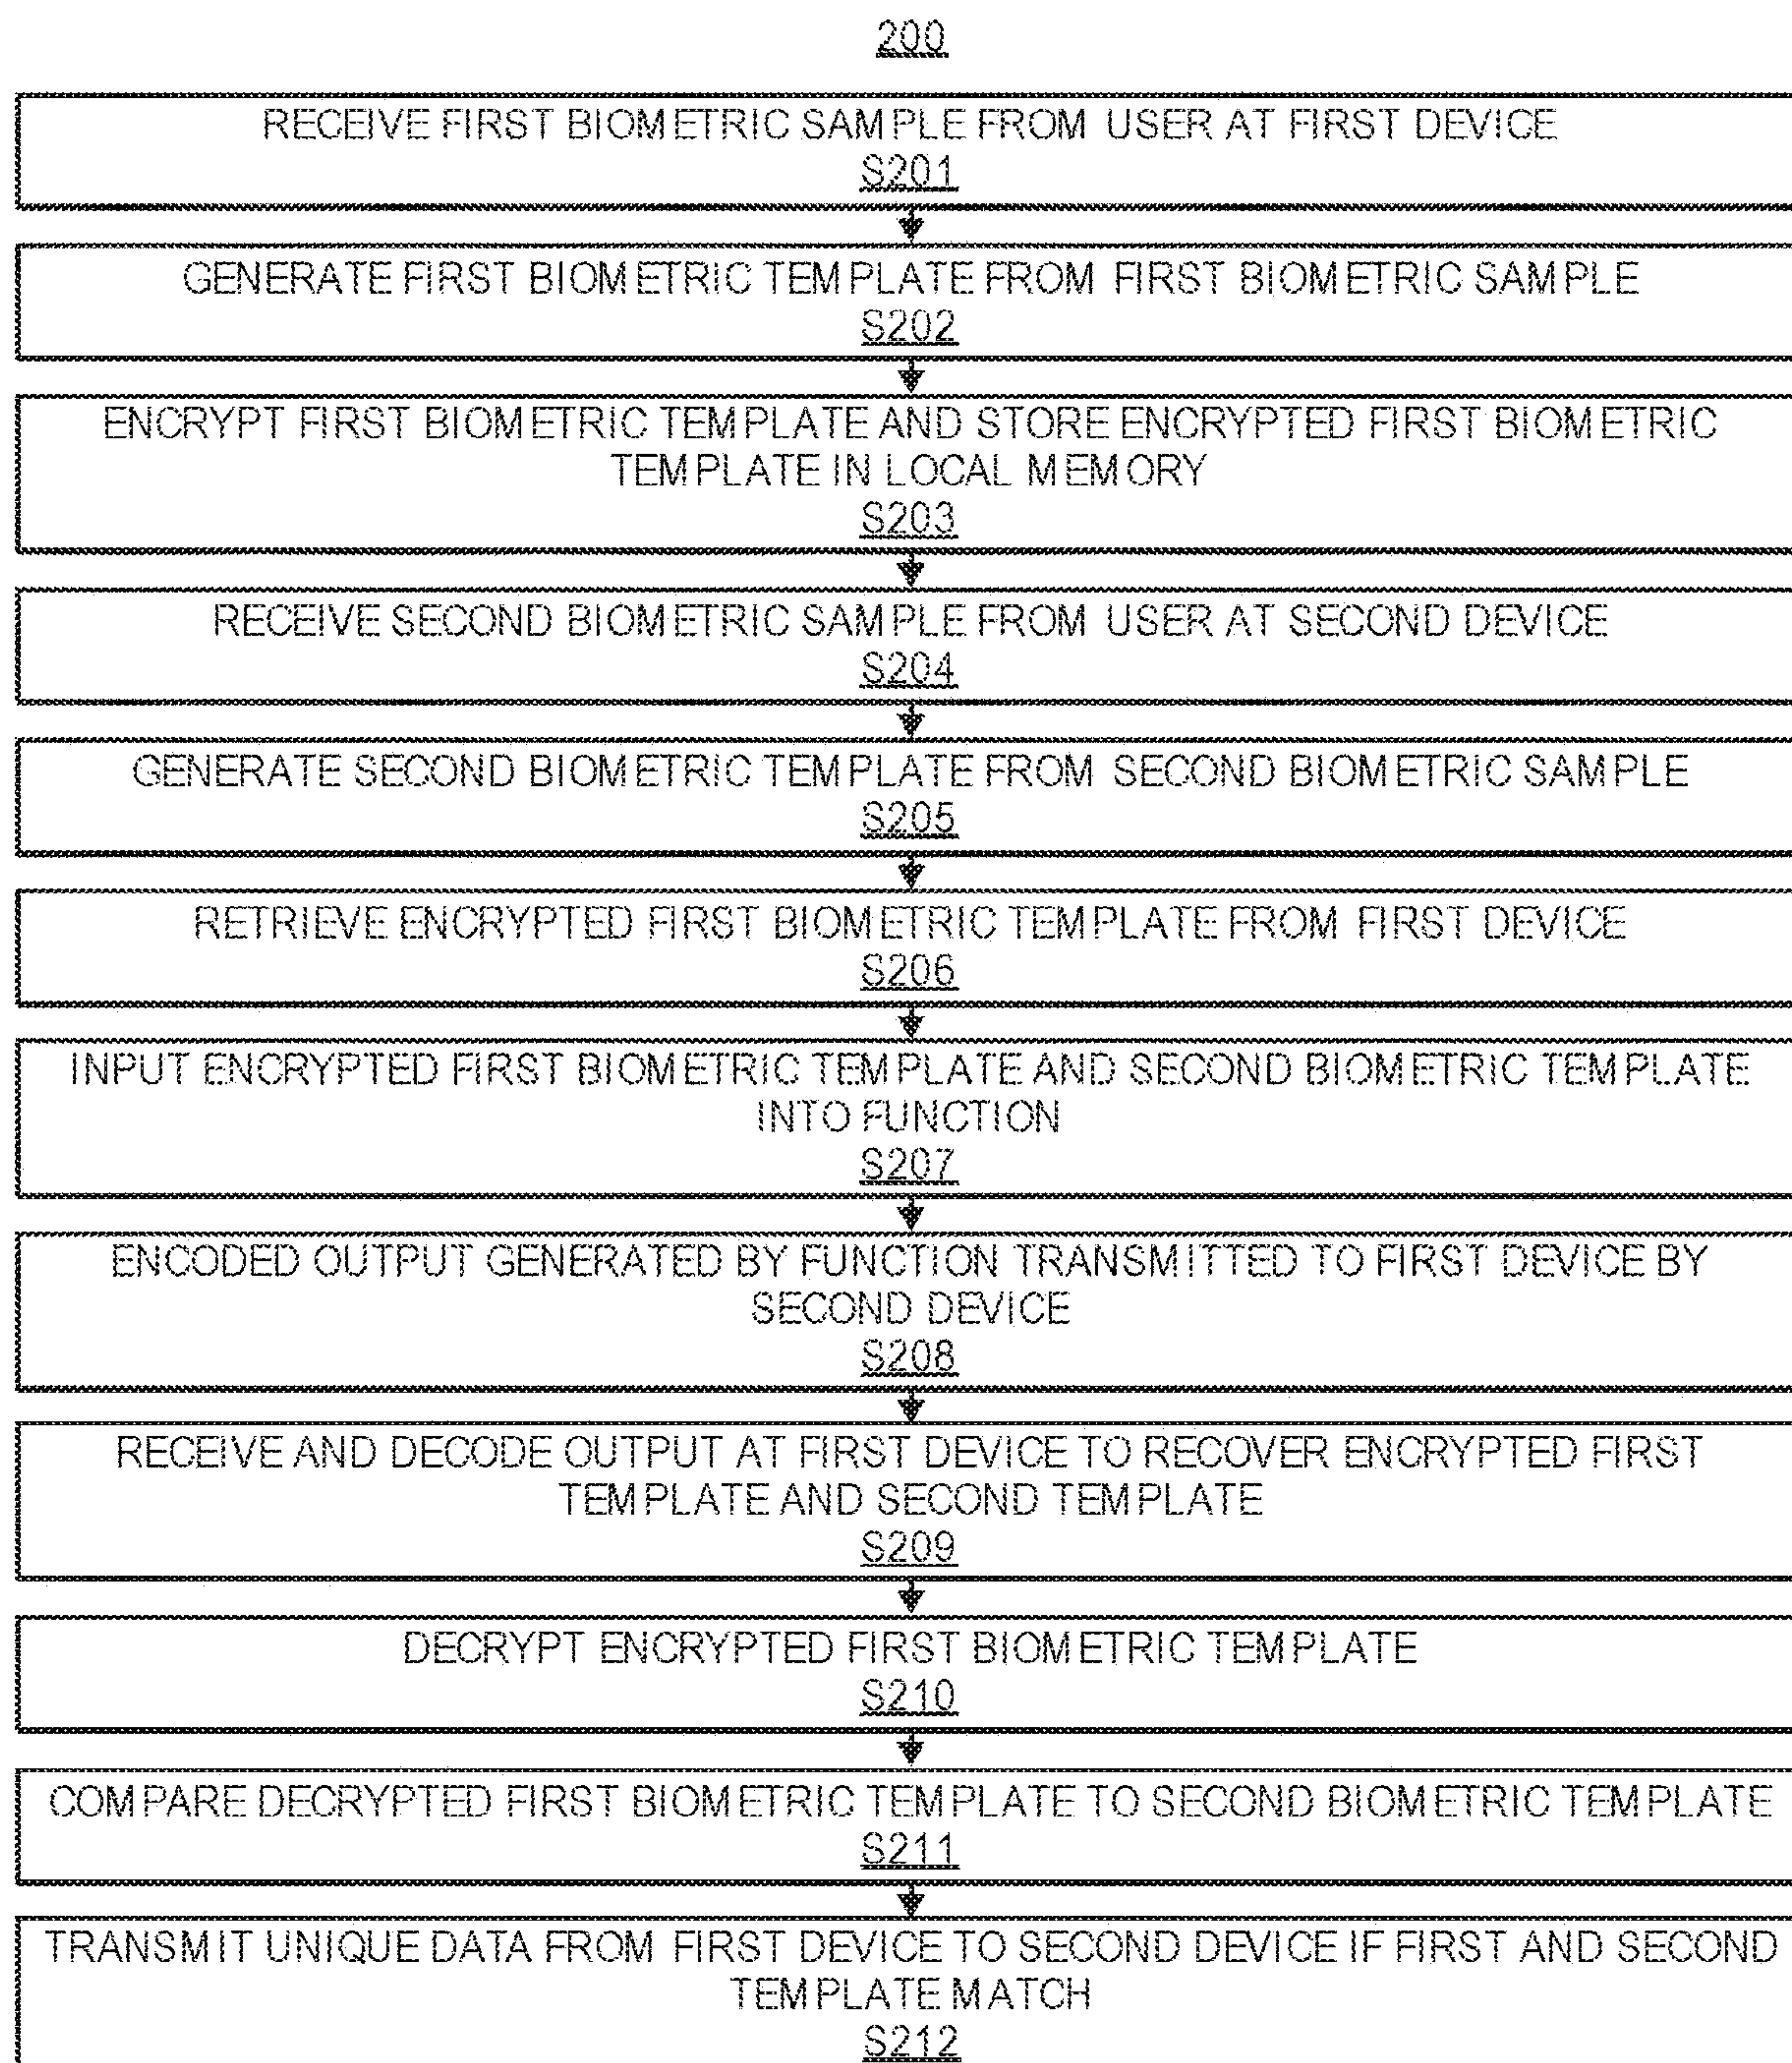 200
RECEIVE FIRST BIOMETRIC SAMPLE FROM USER AT FIRST DEVICE
S201
GENERATE FIRST BIOMETRIC TEMPLATE FROM FIRST BIOMETRIC SAMPLE
S202
ENCRYPT FIRST BIOMETRIC TEMPLATE AND STORE ENCRYPTED FIRST BIOMETRIC
TEMPLATE IN LOCAL MEMORY
S203
RECEIVE SECOND BIOMETRIC SAMPLE FROM USER AT SECOND DEVICE
S204
GENERATE SECOND BIOMETRIC TEMPLATE FROM SECOND BIOMETRIC SAMPLE
S205
RETRIEVE ENCRYPTED FIRST BIOMETRIC TEMPLATE FROM FIRST DEVICE
S206
INPUT ENCRYPTED FIRST BIOMETRIC TEMPLATE AND SECOND BIOMETRIC TEMPLATE
INTO FUNCTION
S207
ENCODED OUTPUT GENERATED BY FUNCTION TRANSMITTED TO FIRST DEVICE BY
SECOND DEVICE
S208
RECEIVE AND DECODE OUTPUT AT FIRST DEVICE TO RECOVER ENCRYPTED FIRST
TEMPLATE AND SECOND TEMPLATE
S209
DECRYPT ENCRYPTED FIRST BIOMETRIC TEMPLATE
S210
COMPARE DECRYPTED FIRST BIOMETRIC TEMPLATE TO SECOND BIOMETRIC TEMPLATE
S211
TRANSMIT UNIQUE DATA FROM FIRST DEVICE TO SECOND DEVICE IF FIRST AND SECOND
TEMPLATE MATCH
S212